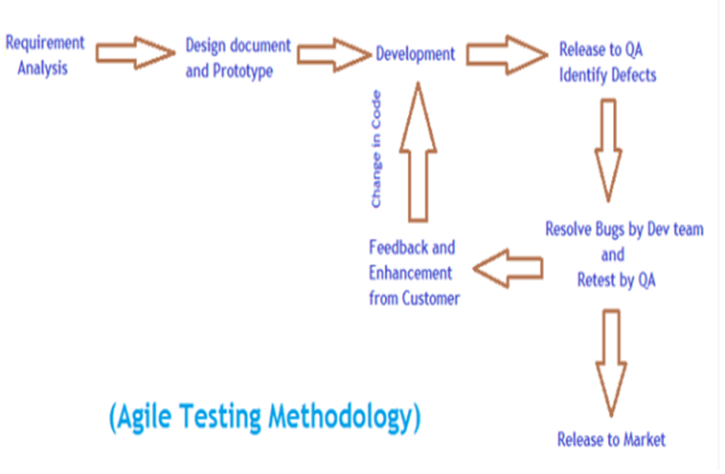 Requirement
Analysis
Design document
and Prototype
Development
Release to QA
Identify Defects
Change in Code
Resolve Bugs by Dev team
and
Retest by QA
Feedback and
Enhancement
from Customer
(Agile Testing Methodology)
Release to Market